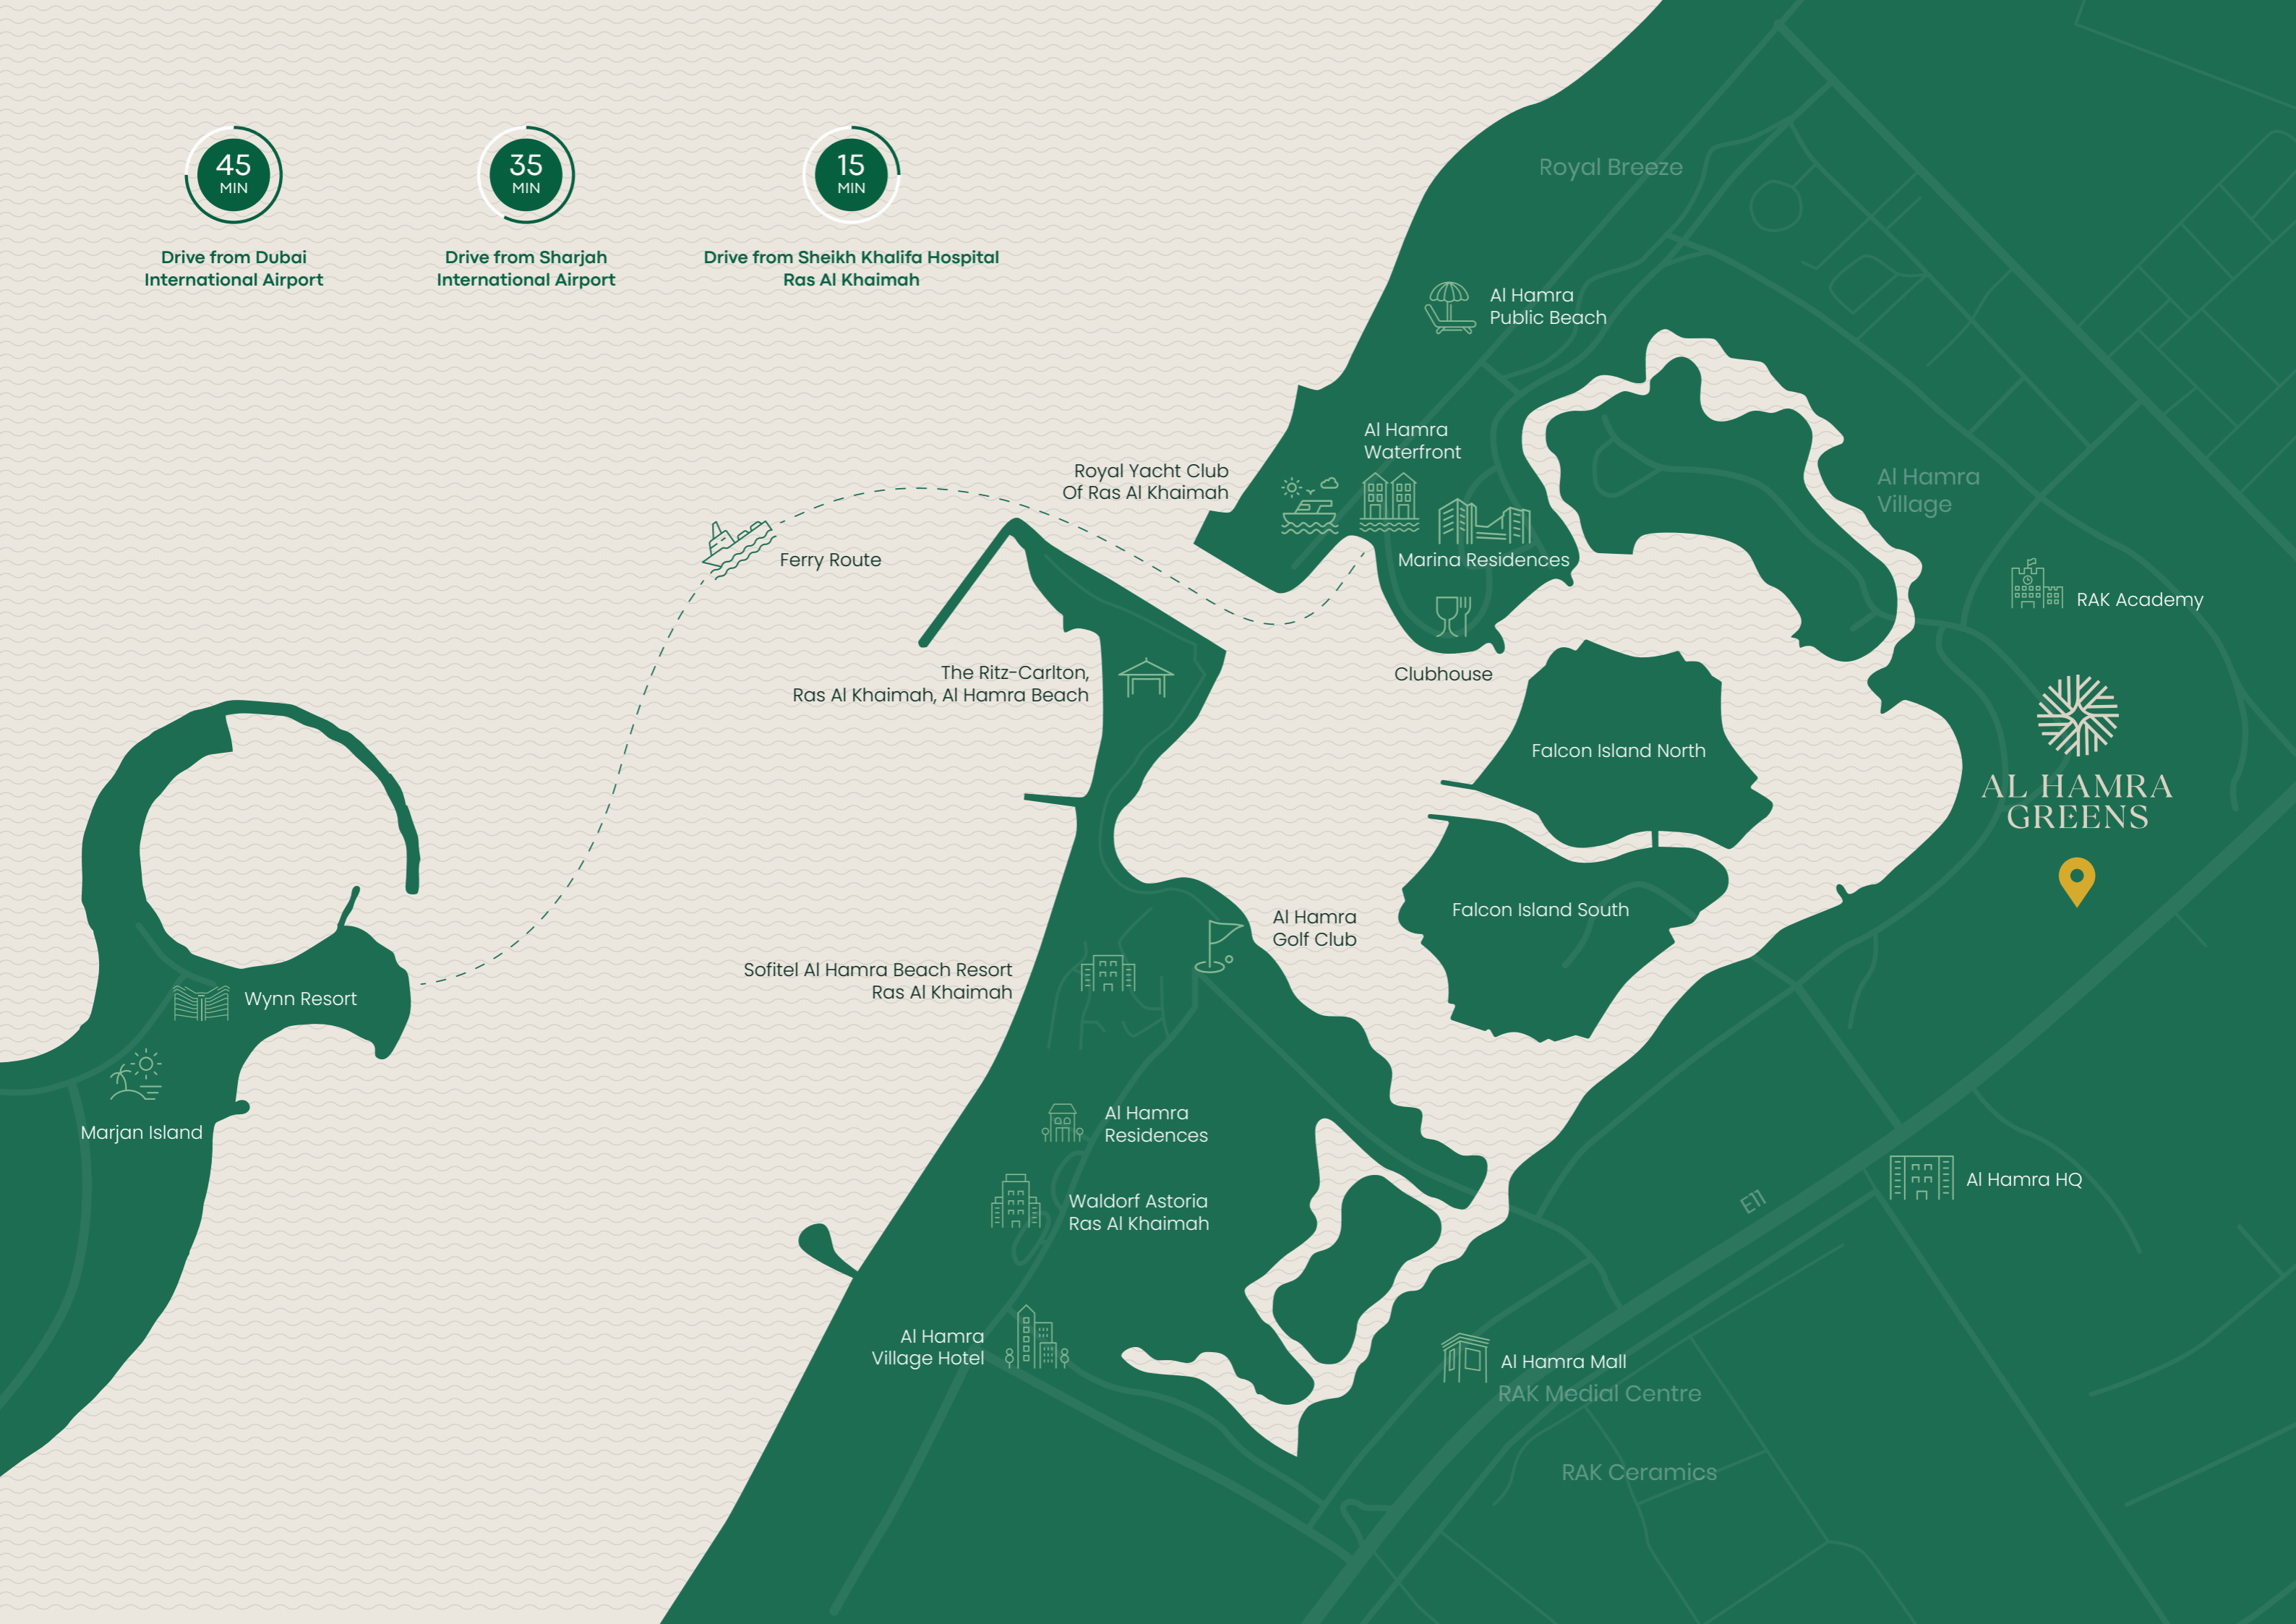 45
MIN
Drive from Dubai
International Airport
35
MIN
Drive from Sharjah
International Airport
15
MIN
Drive from Sheikh Khalifa Hospital
Ras Al Khaimah
Royal Breeze
Al Hamra
Public Beach
Al Hamra
Waterfront
Royal Yacht Club
Of Ras Al Khaimah
Al Hamra
Village
Ferry Route
Marina Residences
RAK Academy
The Ritz-Carlton,
Ras Al Khaimah, Al Hamra Beach
Clubhouse
Falcon Island North
AL HAMRA
GREENS
Falcon Island South
Al Hamra
Golf Club
Sofitel Al Hamra Beach Resort
Ras Al Khaimah
Wynn Resort
Marjan Island
Al Hamra
Residences
Al Hamra HQ
E11
Waldorf Astoria
Ras Al Khaimah
Al Hamra
Village Hotel
Al Hamra Mall
RAK Medial Centre
RAK Ceramics